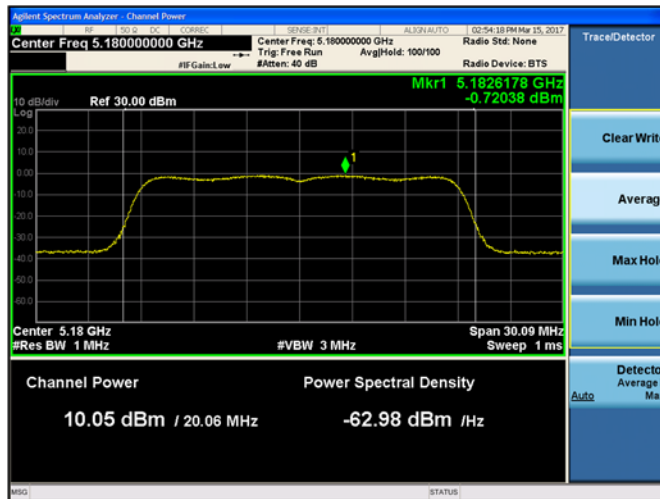 Agilent Spectrum Analyzer - Channel Power
RF 50 Ω DC CORREC SENSE:INT ALIGN AUTO 02:54:18 PM Mar 15, 2017
Center Freq 5.180000000 GHz
Center Freq: 5.180000000 GHz
Radio Std: None
Trig: Free Run Avg|Hold: 100/100
#IFGain:Low
#Atten: 40 dB
Radio Device: BTS
Trace/Detector
Mkr1 5.1826178 GHz
-0.72038 dBm
10 dB/div Ref 30.00 dBm
Log
20.0
10.0
0.00
-10.0
-20.0
-30.0
-40.0
-50.0
-60.0
1
Center 5.18 GHz
Span 30.09 MHz
#Res BW 1 MHz
#VBW 3 MHz
Sweep 1 ms
Channel Power
Power Spectral Density
10.05 dBm / 20.06 MHz
-62.98 dBm /Hz
Clear Write
Averag
Max Hol
Min Hol
Detecto
Average
Auto Ma
MSG
STATUS